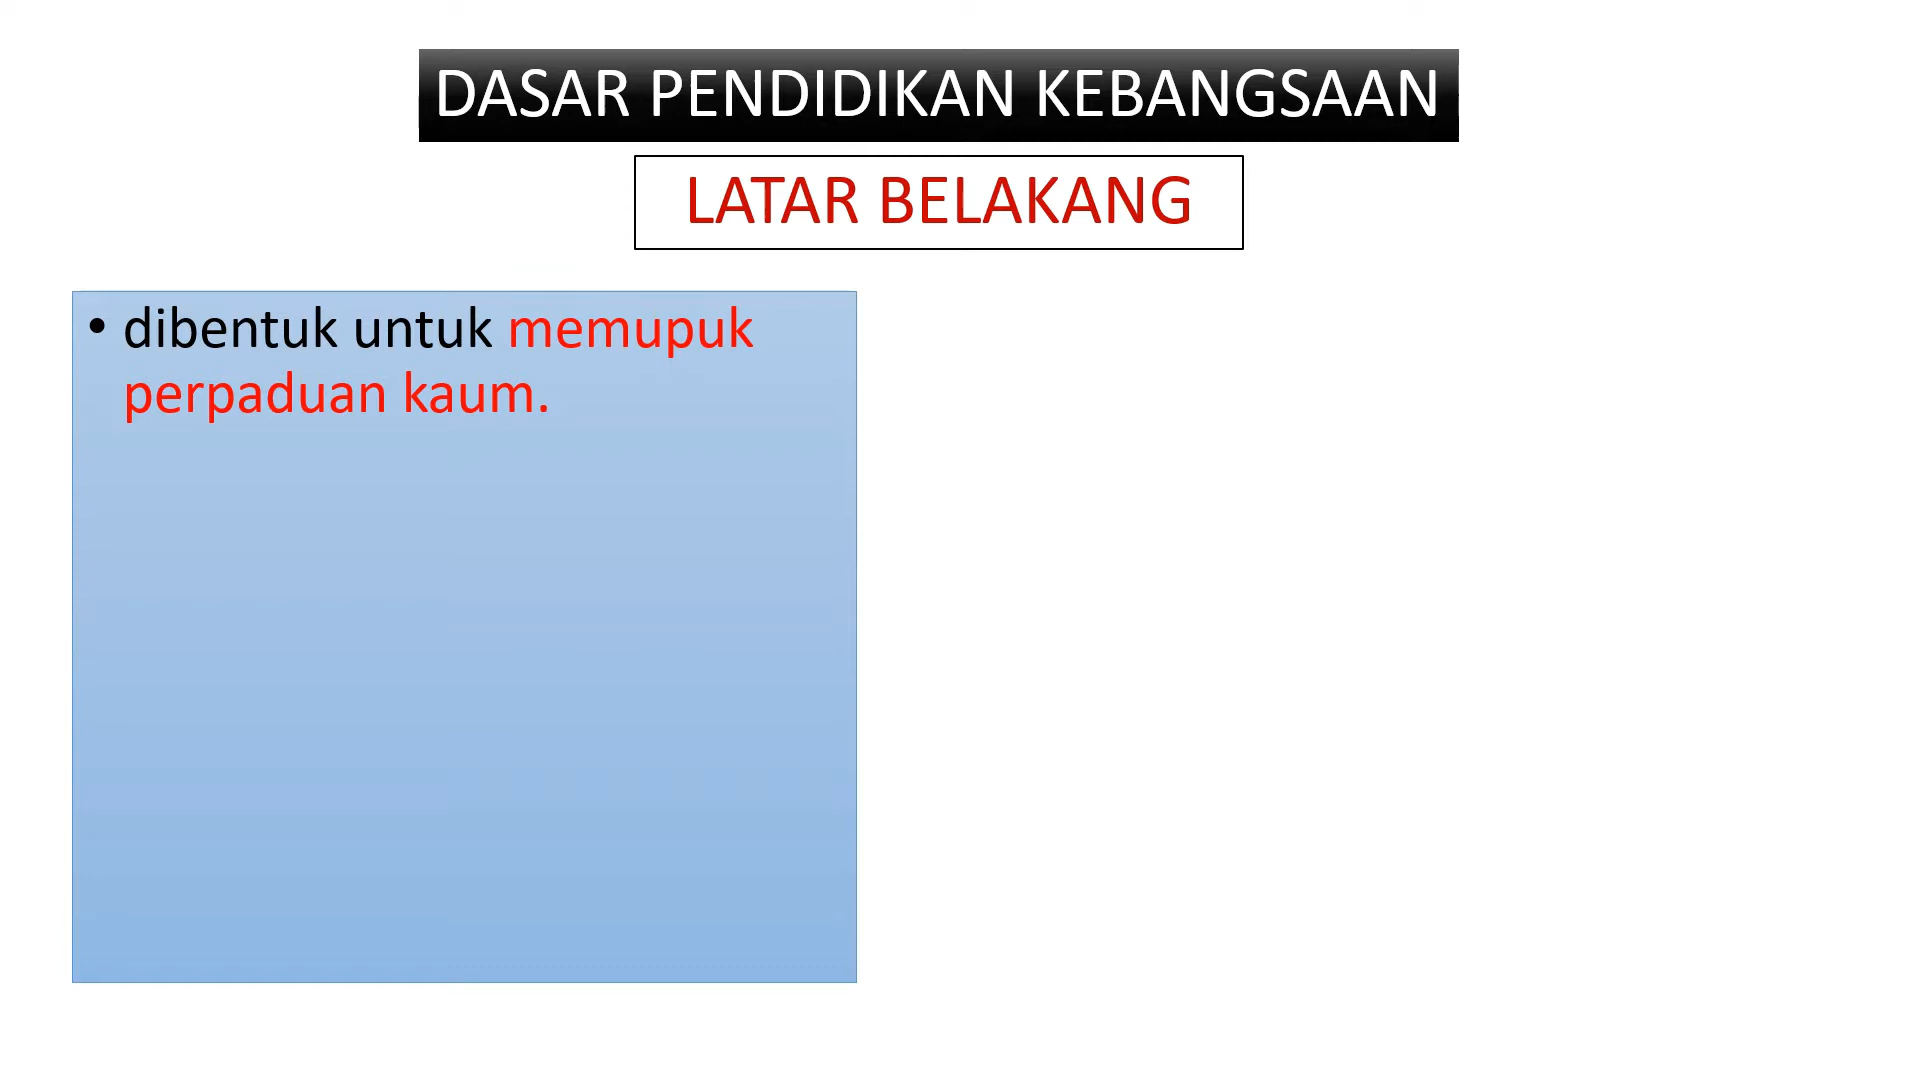 DASAR PENDIDIKAN KEBANGSAAN
LATAR BELAKANG
• dibentuk untuk memupuk
perpaduan kaum.